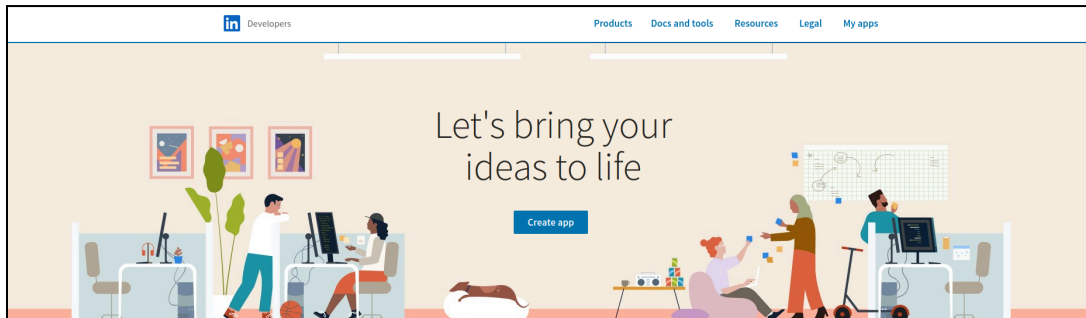 in Developers
Products Docs and tools Resources Legal My apps
Let's bring your
ideas to life
Create app